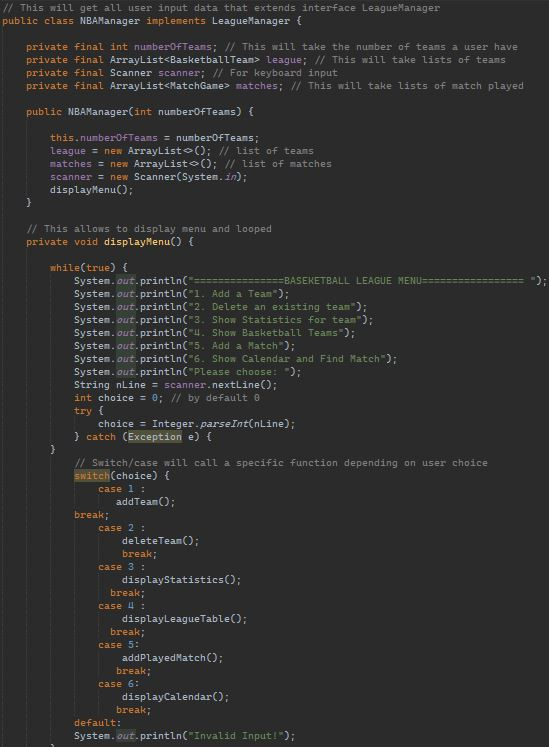 // This will get all user input data that extends interface LeagueManager
public class NBAManager implements LeagueManager {
private final int numberOfTeams; // This will take the number of teams a user have
private final ArrayList<BasketballTeam> league; // This will take lists of teams
private final Scanner scanner; // For keyboard input
private final ArrayList<MatchGame> matches; // This will take lists of match played
public NBAManager(int numberOfTeams) {
this.numberOfTeams = numberOfTeams;
league = new ArrayList<>(); // list of teams
matches = new ArrayList<>(); // list of matches
scanner = new Scanner(System.in);
displayMenu();
}
// This allows to display menu and looped
private void displayMenu() {
while(true) {
System.out.println("===============BASEKETBALL LEAGUE MENU================= ");
System.out.println("1. Add a Team");
System.out.println("2. Delete an existing team");
System.out.println("3. Show Statistics for team");
System.out.println("4. Show Basketball Teams");
System.out.println("5. Add a Match");
System.out.println("6. Show Calendar and Find Match");
System.out.println("Please choose: ");
String nLine = scanner.nextLine();
int choice = 0; // by default 0
try {
choice = Integer.parseInt(nLine);
} catch (Exception e) {
}
// Switch/case will call a specific function depending on user choice
switch(choice) {
case 1 :
addTeam();
break;
case 2 :
deleteTeam();
break;
case 3 :
displayStatistics();
break;
case 4 :
displayLeagueTable();
break;
case 5:
addPlayedMatch();
break;
case 6:
displayCalendar();
break;
default:
System.out.println("Invalid Input!");